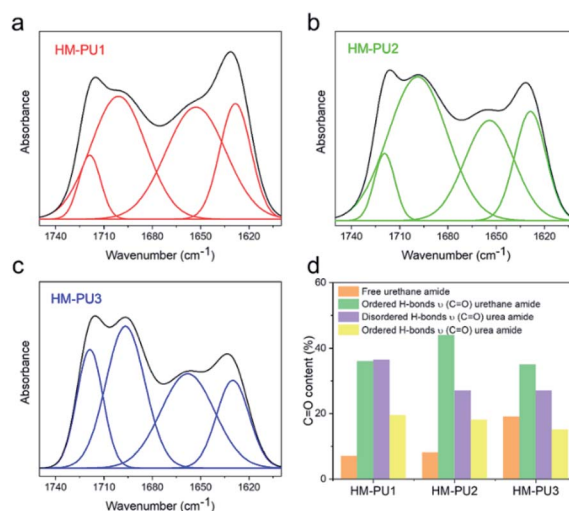 a
HM-PU1
Absorbance
1740 1710 1680 1650 1620
Wavenumber (cm⁻¹)
b
HM-PU2
Absorbance
1740 1710 1680 1650 1620
Wavenumber (cm⁻¹)
c
HM-PU3
Absorbance
1740 1710 1680 1650 1620
Wavenumber (cm⁻¹)
d
60
40
20
0
C=O content (%)
Free urethane amide
Ordered H-bonds υ (C=O) urethane amide
Disordered H-bonds υ (C=O) urea amide
Ordered H-bonds υ (C=O) urea amide
HM-PU1 HM-PU2 HM-PU3